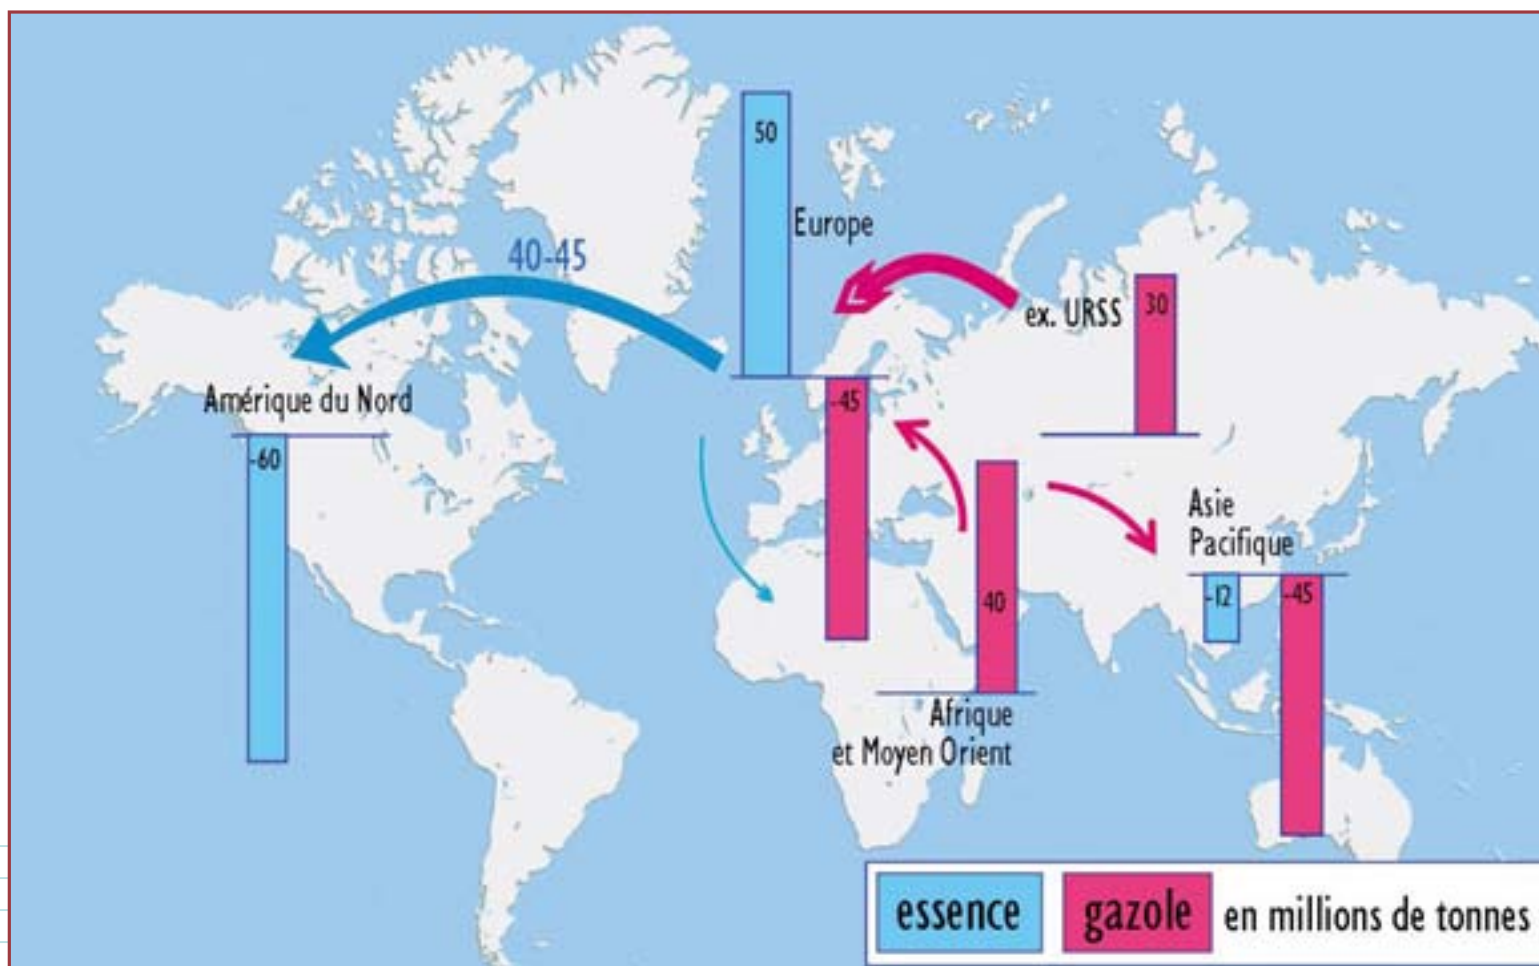 50
Europe
40-45
ex. URSS
30
Amérique du Nord
-45
-60
Asie
Pacifique
40
-12
-45
Afrique
et Moyen Orient
essence
gazole
en millions de tonnes